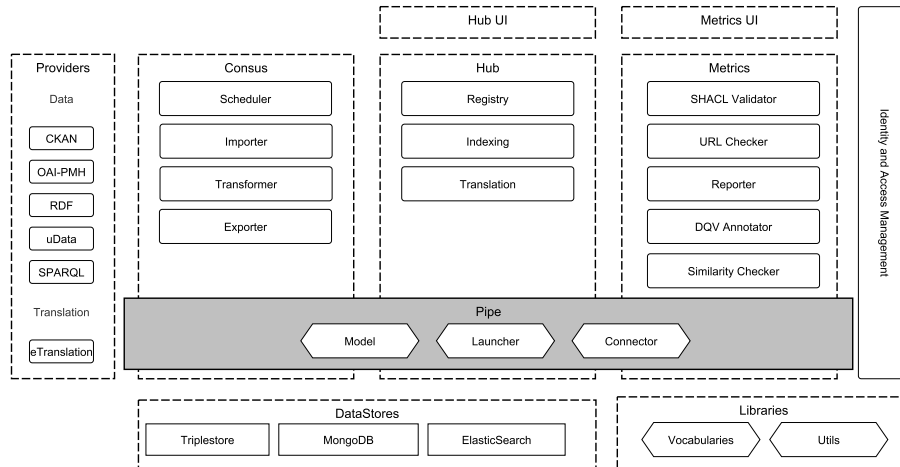 Hub UI
Metrics UI
Providers
Data
CKAN
OAI-PMH
RDF
uData
SPARQL
Translation
eTranslation
Consus
Scheduler
Importer
Transformer
Exporter
Hub
Registry
Indexing
Translation
Metrics
SHACL Validator
URL Checker
Reporter
DQV Annotator
Similarity Checker
Identity and Access Management
Pipe
Model
Launcher
Connector
DataStores
Triplestore
MongoDB
ElasticSearch
Libraries
Vocabularies
Utils